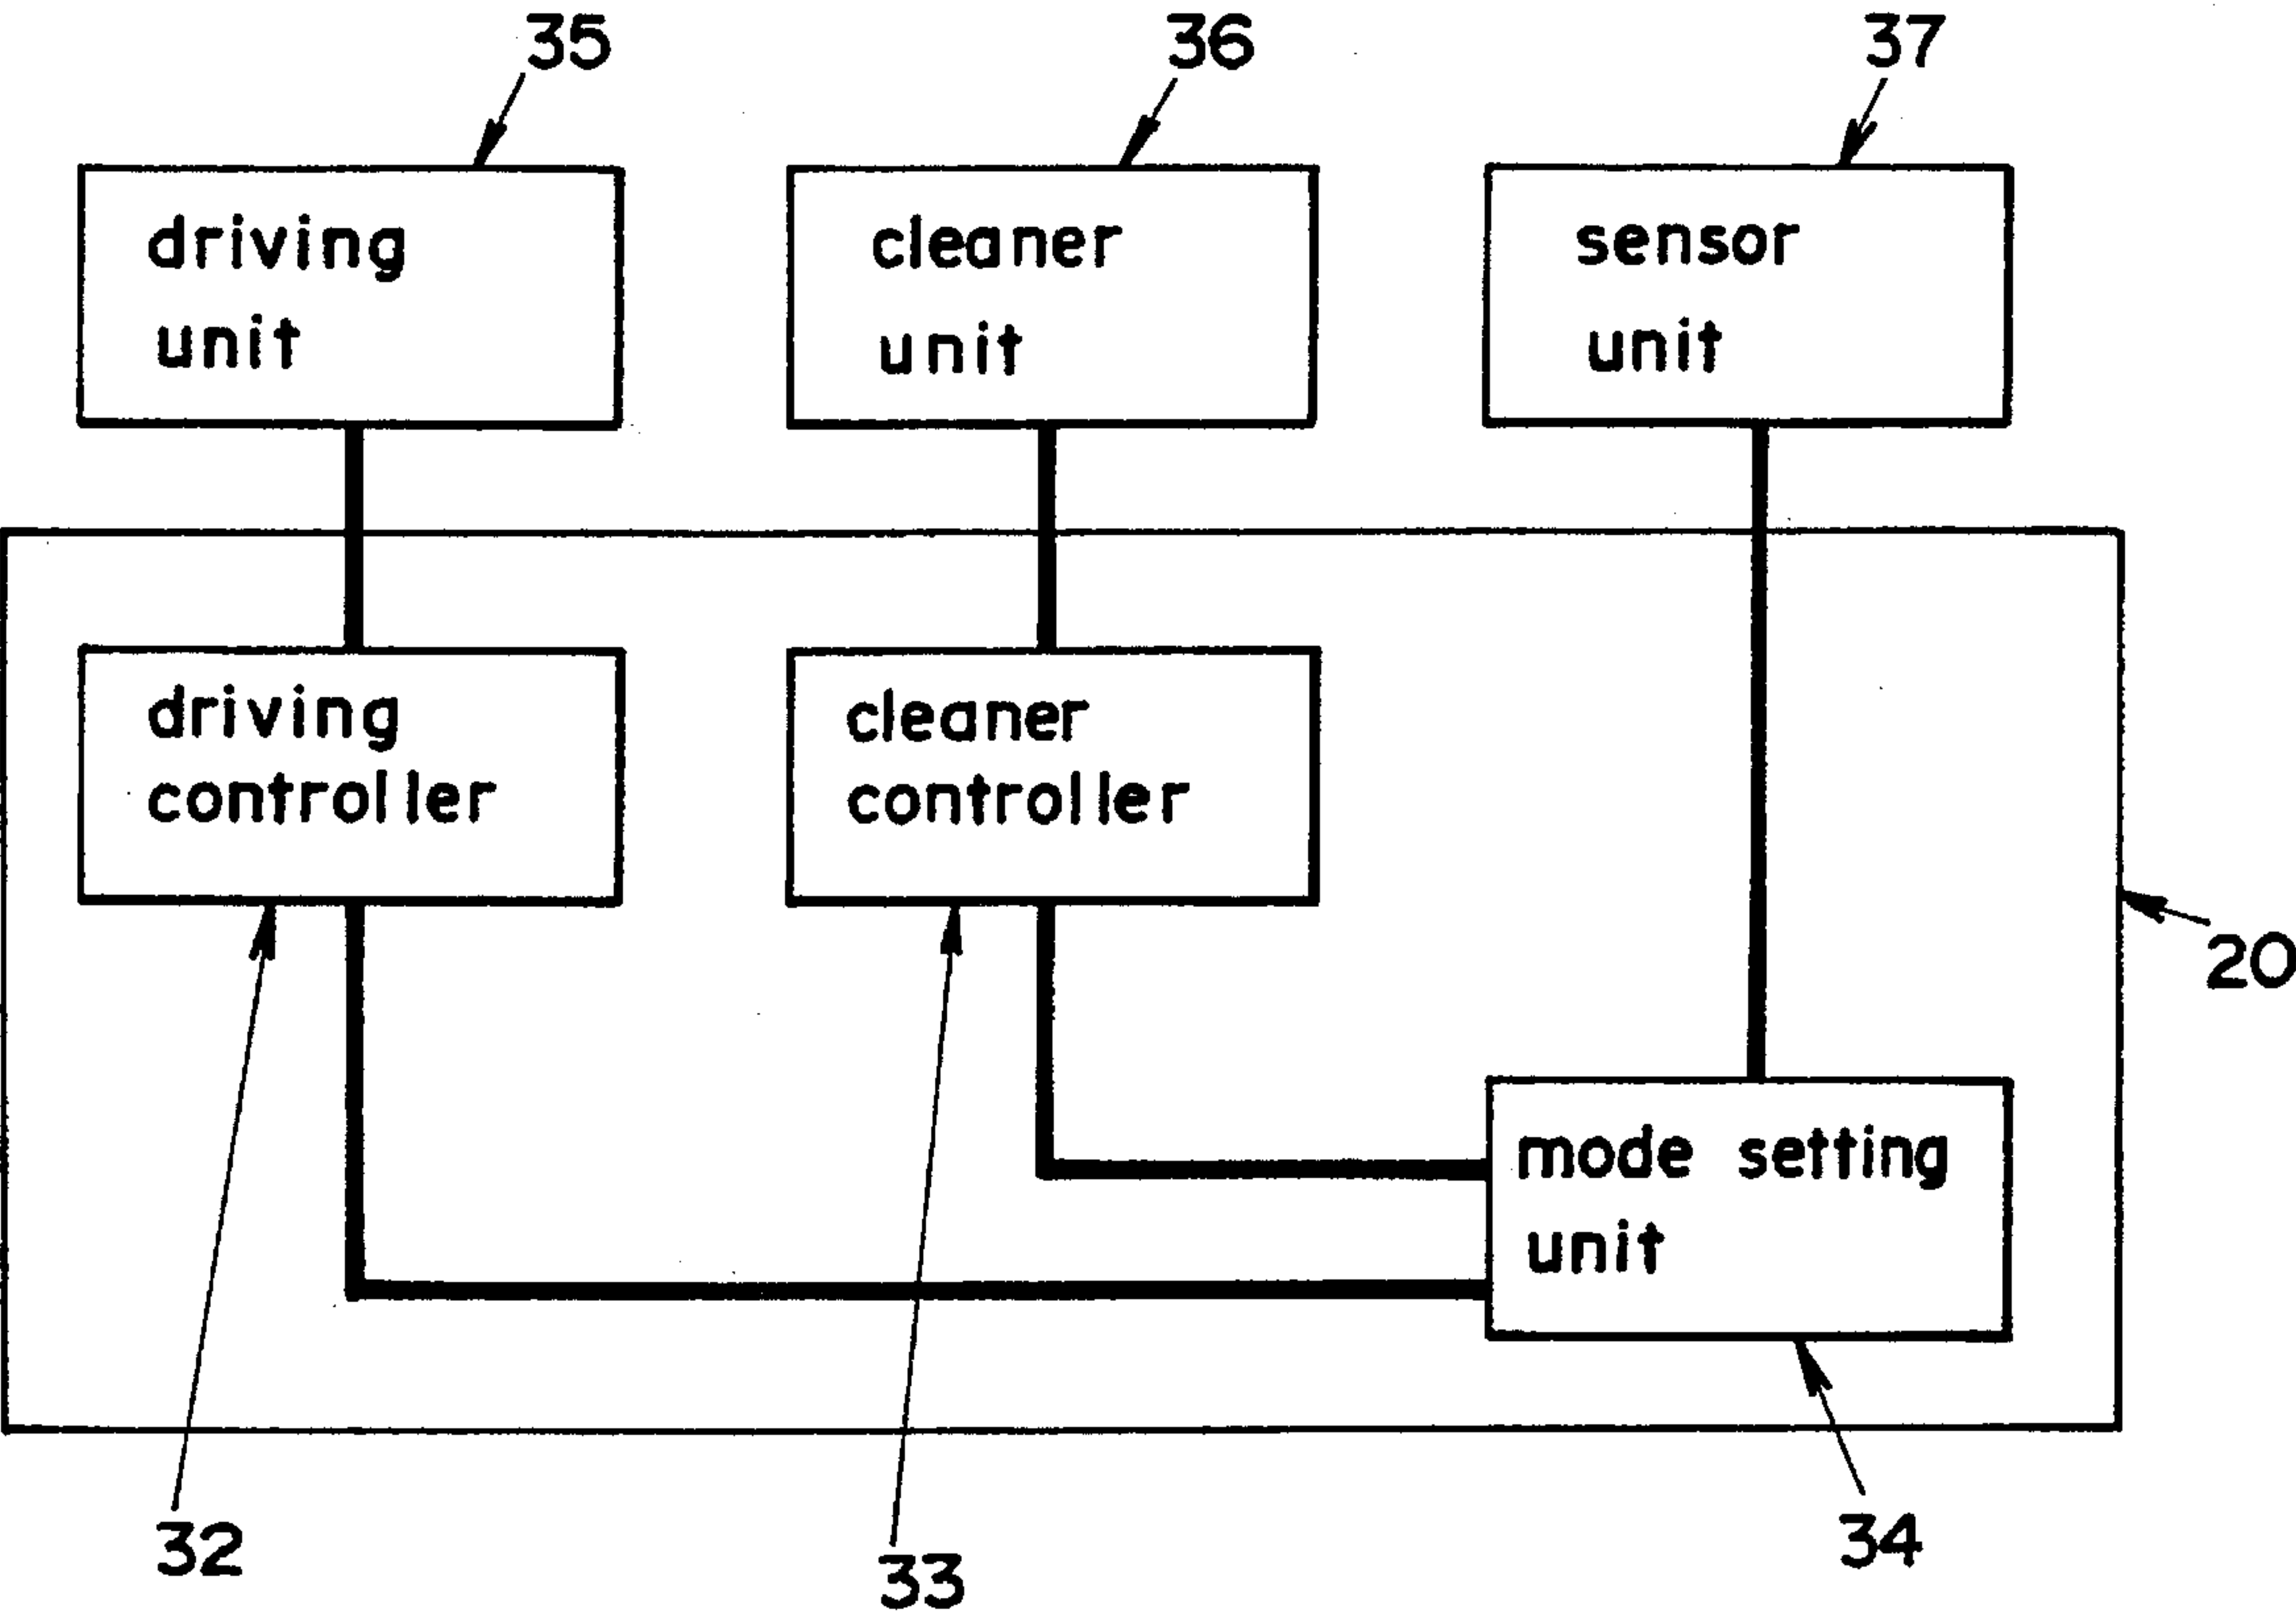 35
36
37
driving
unit
cleaner
unit
sensor
unit
driving
controller
cleaner
controller
20
mode setting
unit
32
33
34